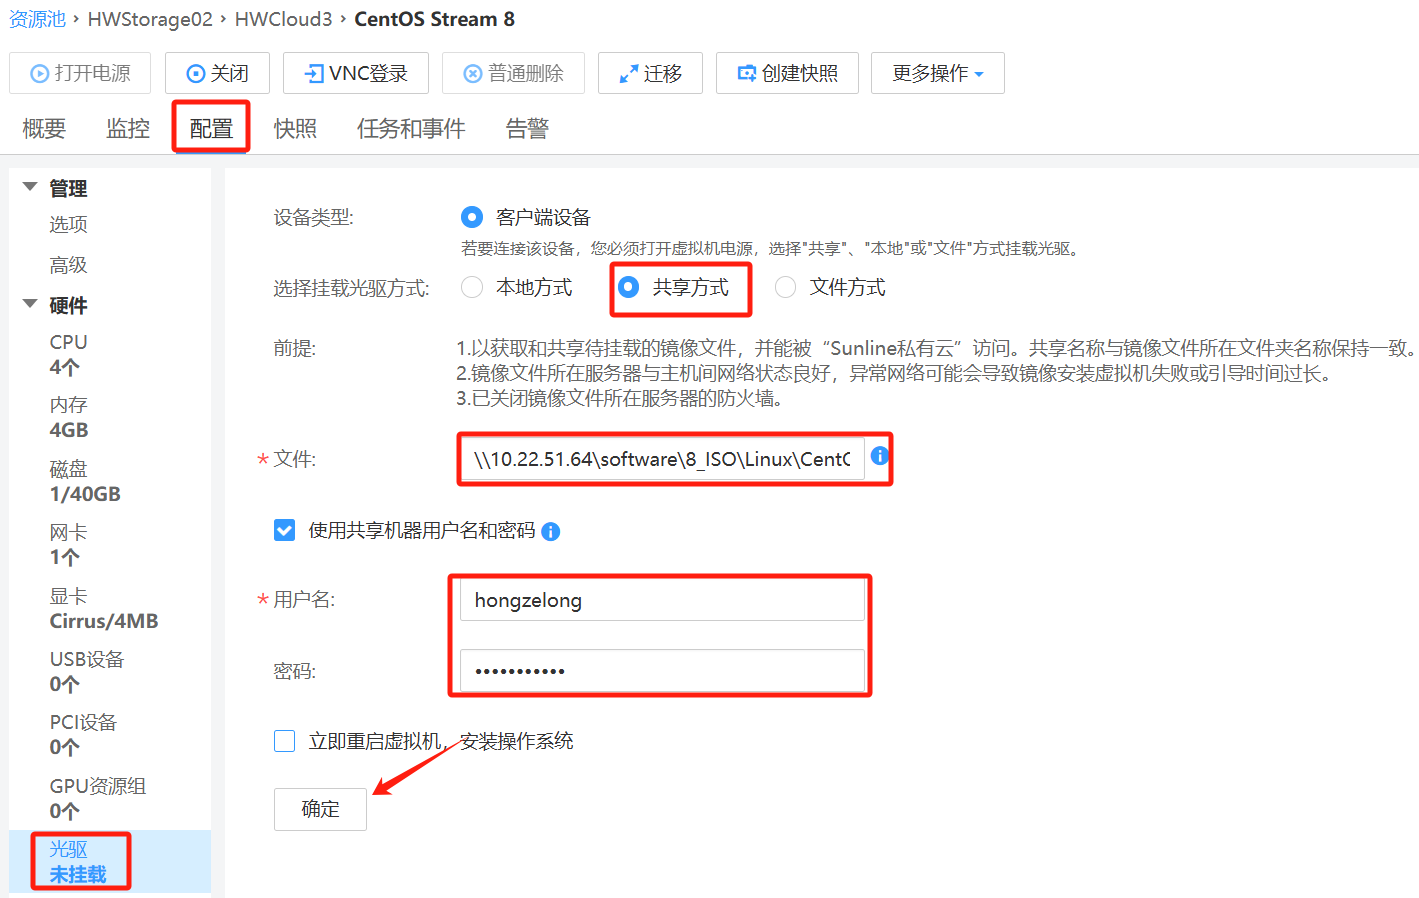 资源池 › HWStorage02 › HWCloud3 › CentOS Stream 8
打开电源 关闭 VNC登录 普通删除 迁移 创建快照 更多操作
概要 监控 配置 快照 任务和事件 告警
管理
选项
高级
硬件
CPU
4个
内存
4GB
磁盘
1/40GB
网卡
1个
显卡
Cirrus/4MB
USB设备
0个
PCI设备
0个
GPU资源组
0个
光驱
未挂载
设备类型: 客户端设备
若要连接该设备，您必须打开虚拟机电源，选择"共享"、"本地"或"文件"方式挂载光驱。
选择挂载光驱方式: 本地方式 共享方式 文件方式
前提: 1.以获取和共享待挂载的镜像文件，并能被“Sunline私有云”访问。共享名称与镜像文件所在文件夹名称保持一致。
2.镜像文件所在服务器与主机间网络状态良好，异常网络可能会导致镜像安装虚拟机失败或引导时间过长。
3.已关闭镜像文件所在服务器的防火墙。
* 文件: \\10.22.51.64\software\8_ISO\Linux\CentO
使用共享机器用户名和密码
* 用户名: hongzelong
密码: •••••••••••
立即重启虚拟机，安装操作系统
确定